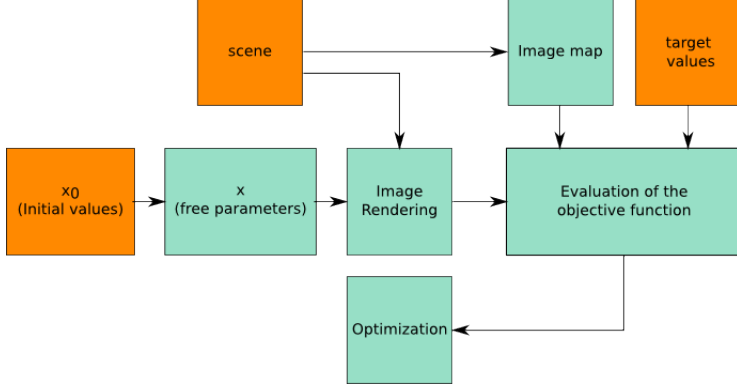 scene
Image map
target
values
x0
(Initial values)
x
(free parameters)
Image
Rendering
Evaluation of the
objective function
Optimization